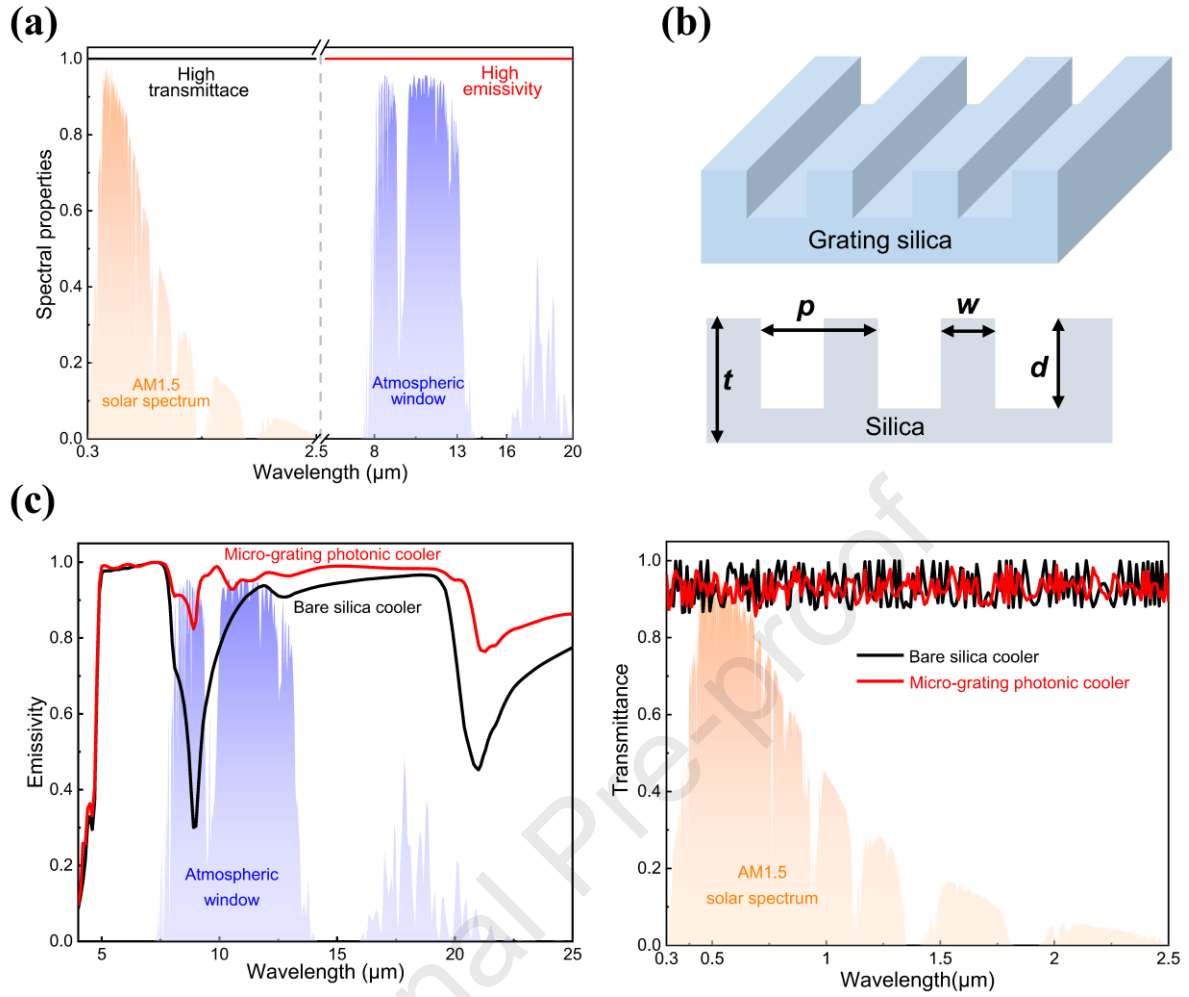 (a)
1.0
0.8
0.6
0.4
0.2
0.0
Spectral properties
High
transmittace
High
emissivity
AM1.5
solar spectrum
Atmospheric
window
0.3
2.5
8
13
16
20
Wavelength (μm)
(b)
Grating silica
p
w
t
d
Silica
(c)
1.0
0.8
0.6
0.4
0.2
0.0
Emissivity
Micro-grating photonic cooler
Bare silica cooler
Atmospheric
window
5
10
15
20
25
Wavelength (μm)
1.0
0.8
0.6
0.4
0.2
0.0
Transmittance
Bare silica cooler
Micro-grating photonic cooler
AM1.5
solar spectrum
0.3
0.5
1
1.5
2
2.5
Wavelength(μm)
nal Pre-proof